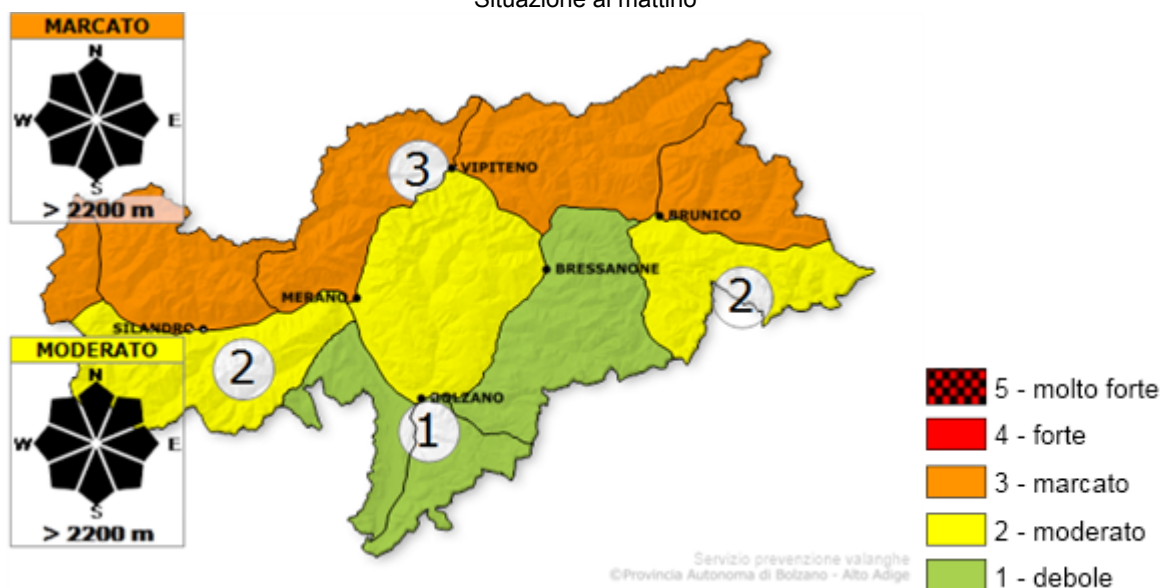 Situazione al mattino
MARCATO
N
W E
S
> 2200 m
3
VIPITENO
BRUNICO
BRESSANONE
MERANO
2
SILANDRO
MODERATO
N
2
W E
S
> 2200 m
BOLZANO
1
5 - molto forte
4 - forte
3 - marcato
2 - moderato
1 - debole
Servizio prevenzione valanghe
©Provincia Autonoma di Bolzano - Alto Adige